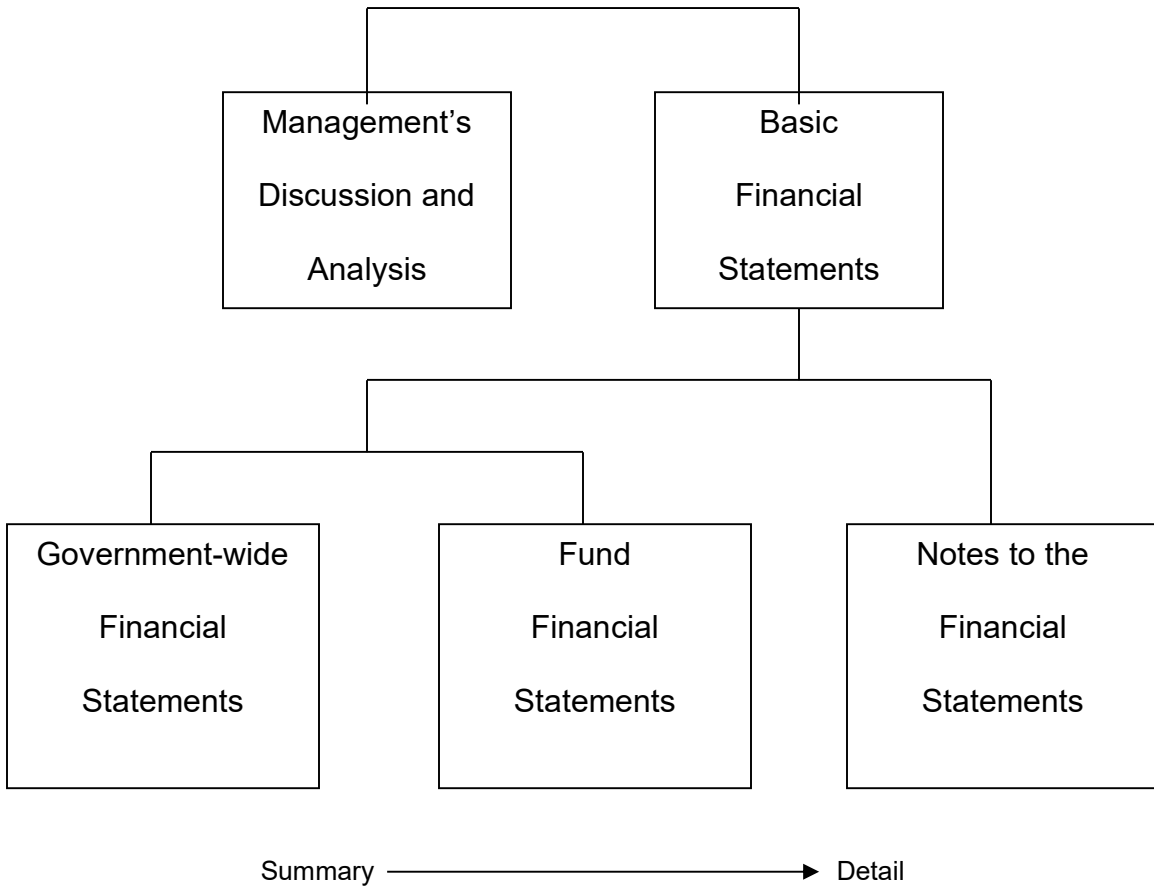 Management’s
Discussion and
Analysis
Basic
Financial
Statements
Government-wide
Financial
Statements
Fund
Financial
Statements
Notes to the
Financial
Statements
Summary
Detail